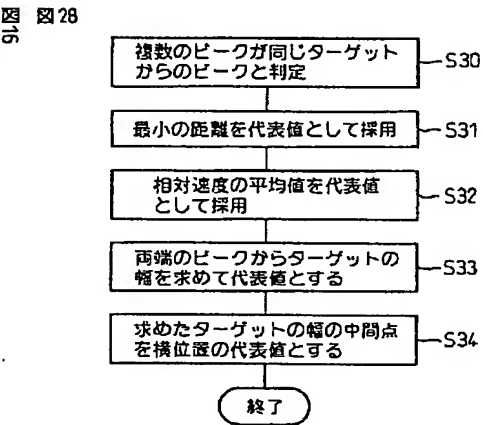 図16
図28
複数のピークが同じターゲット
からのピークと判定
S30
最小の距離を代表値として採用
S31
相対速度の平均値を代表値
として採用
S32
両端のピークからターゲットの
幅を求めて代表値とする
S33
求めたターゲットの幅の中間点
を横位置の代表値とする
S34
終了